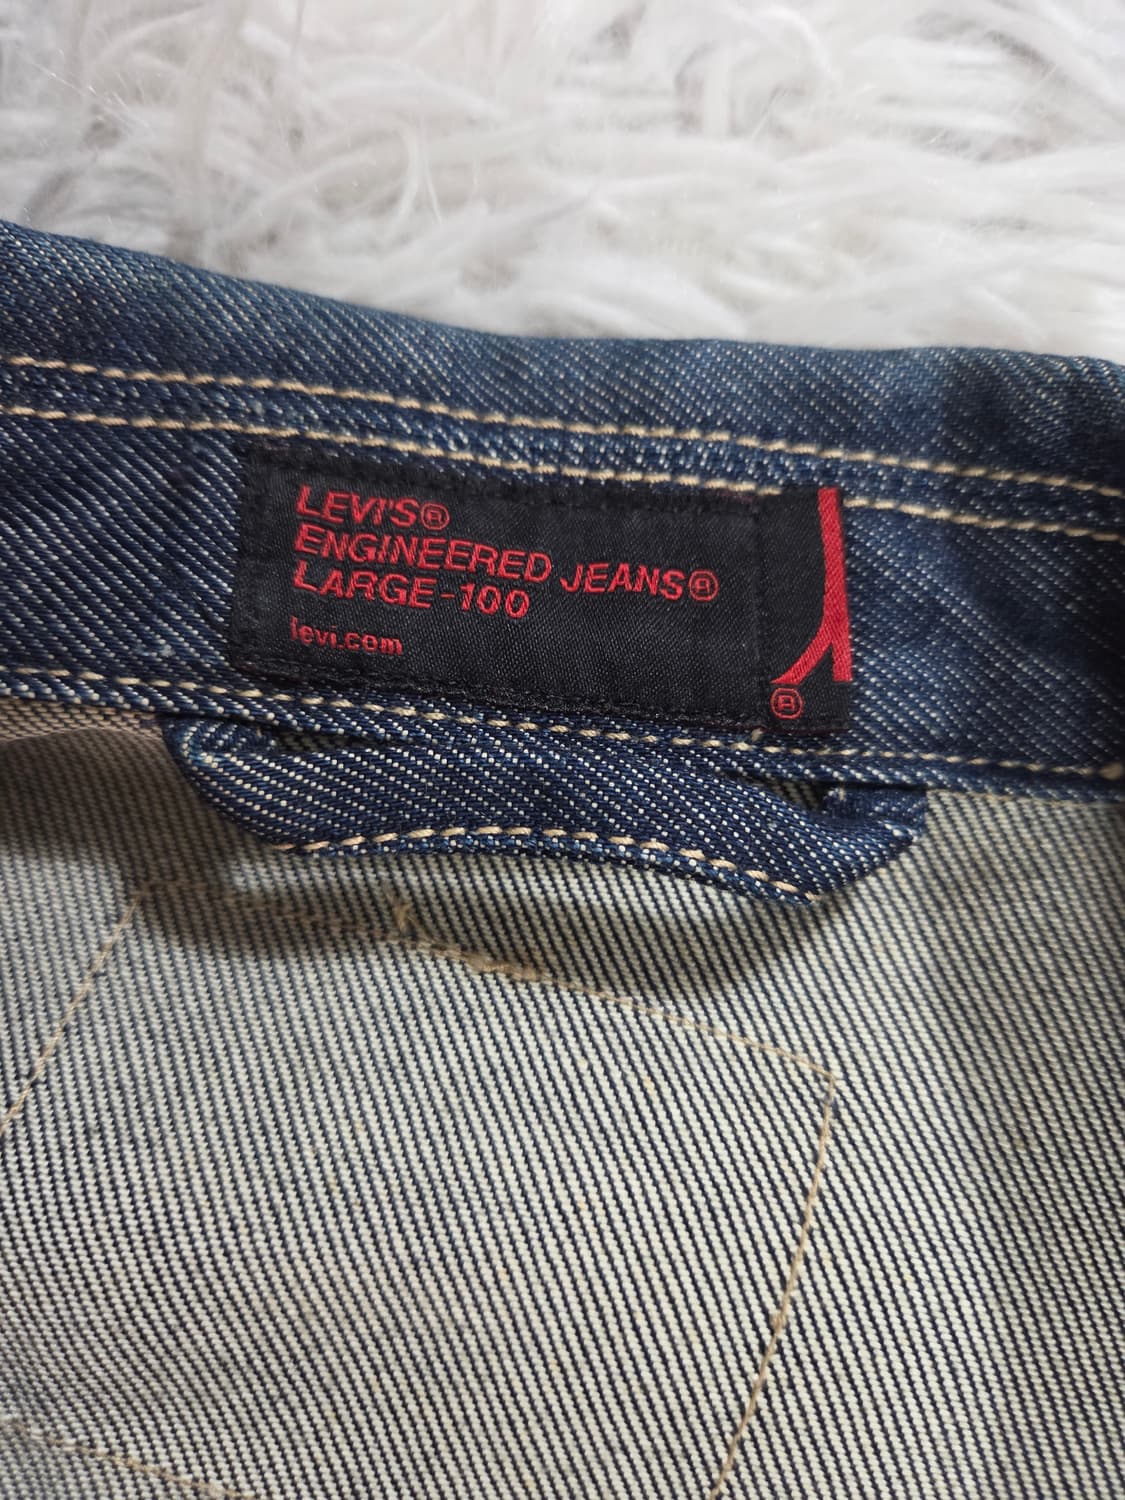 LEVI'S®
ENGINEERED JEANS®
LARGE-100
levi.com
®